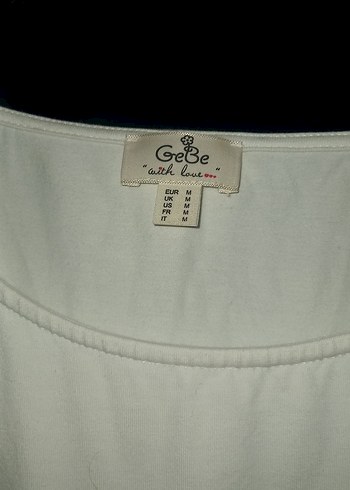 GeBe
"with love..."
EUR M
UK M
US M
FR M
IT M